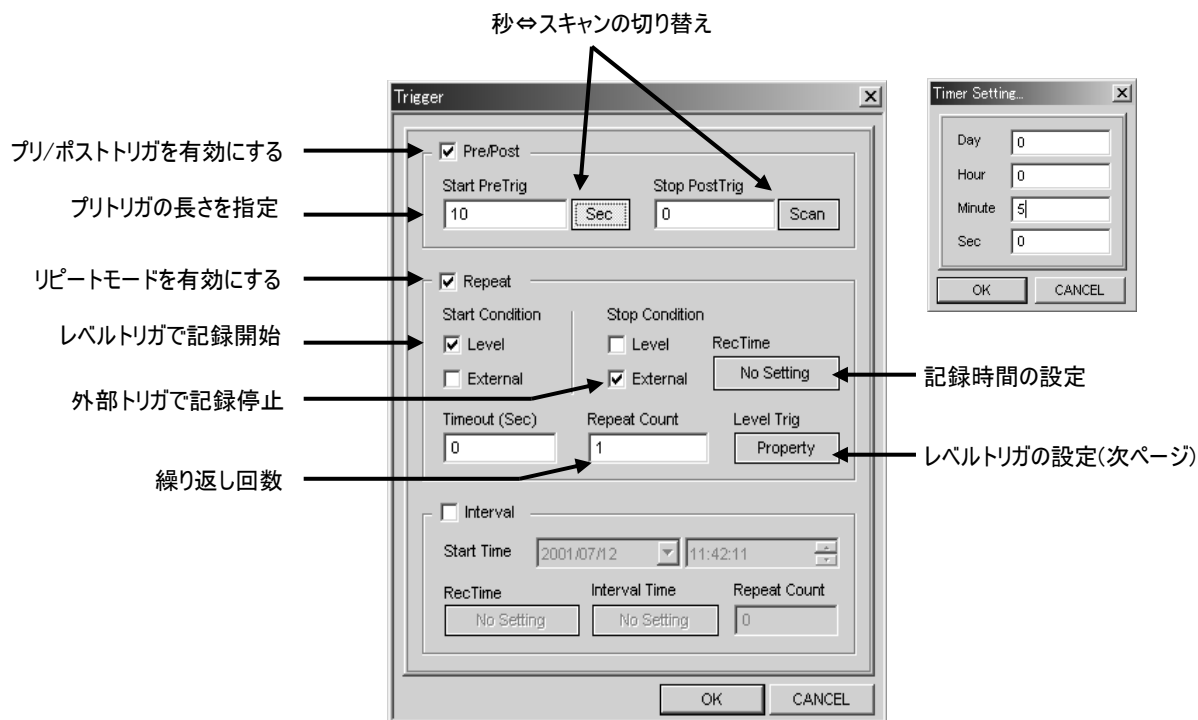 秒⇔スキャンの切り替え
Trigger
Timer Setting...
プリ/ポストトリガを有効にする
Pre/Post
Day 0
Start PreTrig Stop PostTrig
Hour 0
プリトリガの長さを指定
10 Sec 0 Scan
Minute 5
Sec 0
リピートモードを有効にする
Repeat
OK CANCEL
Start Condition Stop Condition
レベルトリガで記録開始
Level Level RecTime
External External No Setting
記録時間の設定
外部トリガで記録停止
Timeout (Sec) Repeat Count Level Trig
0 1 Property
レベルトリガの設定(次ページ)
繰り返し回数
Interval
Start Time 2001/07/12 11:42:11
RecTime Interval Time Repeat Count
No Setting No Setting 0
OK CANCEL